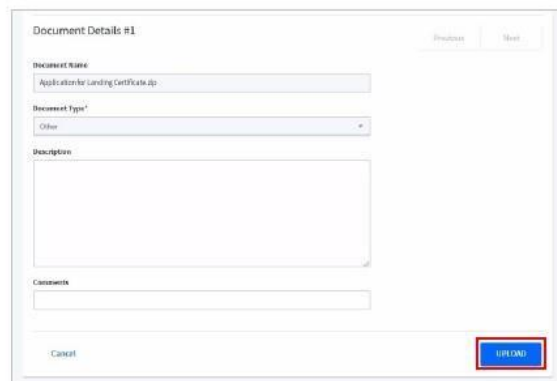 Document Details #1
Previous
Next
Document Name
Application for Landing Certificate.zip
Document Type*
Other
Description
Comments
Cancel
UPLOAD